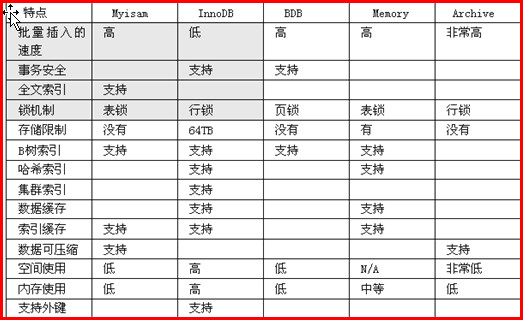 特点 Myisam InnoDB BDB Memory Archive
批量插入的 高 低 高 高 非常高
速度
事务安全 支持 支持
全文索引 支持
锁机制 表锁 行锁 页锁 表锁 行锁
存储限制 没有 64TB 没有 有 没有
B树索引 支持 支持 支持 支持
哈希索引 支持 支持
集群索引 支持
数据缓存 支持 支持
索引缓存 支持 支持 支持
数据可压缩 支持 支持
空间使用 低 高 低 N/A 非常低
内存使用 低 高 低 中等 低
支持外键 支持